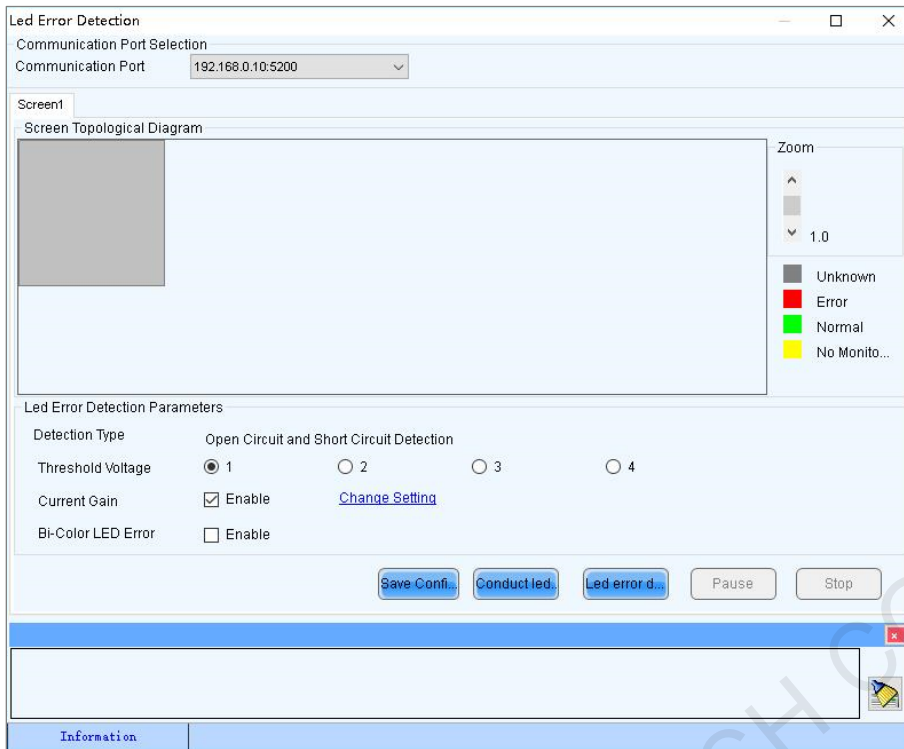 Led Error Detection
Communication Port Selection
Communication Port 192.168.0.10:5200
Screen1
Screen Topological Diagram
Zoom
1.0
Unknown
Error
Normal
No Monito...
Led Error Detection Parameters
Detection Type Open Circuit and Short Circuit Detection
Threshold Voltage 1 2 3 4
Current Gain Enable Change Setting
Bi-Color LED Error Enable
Save Confi... Conduct led.. Led error d... Pause Stop
CH CO
Information